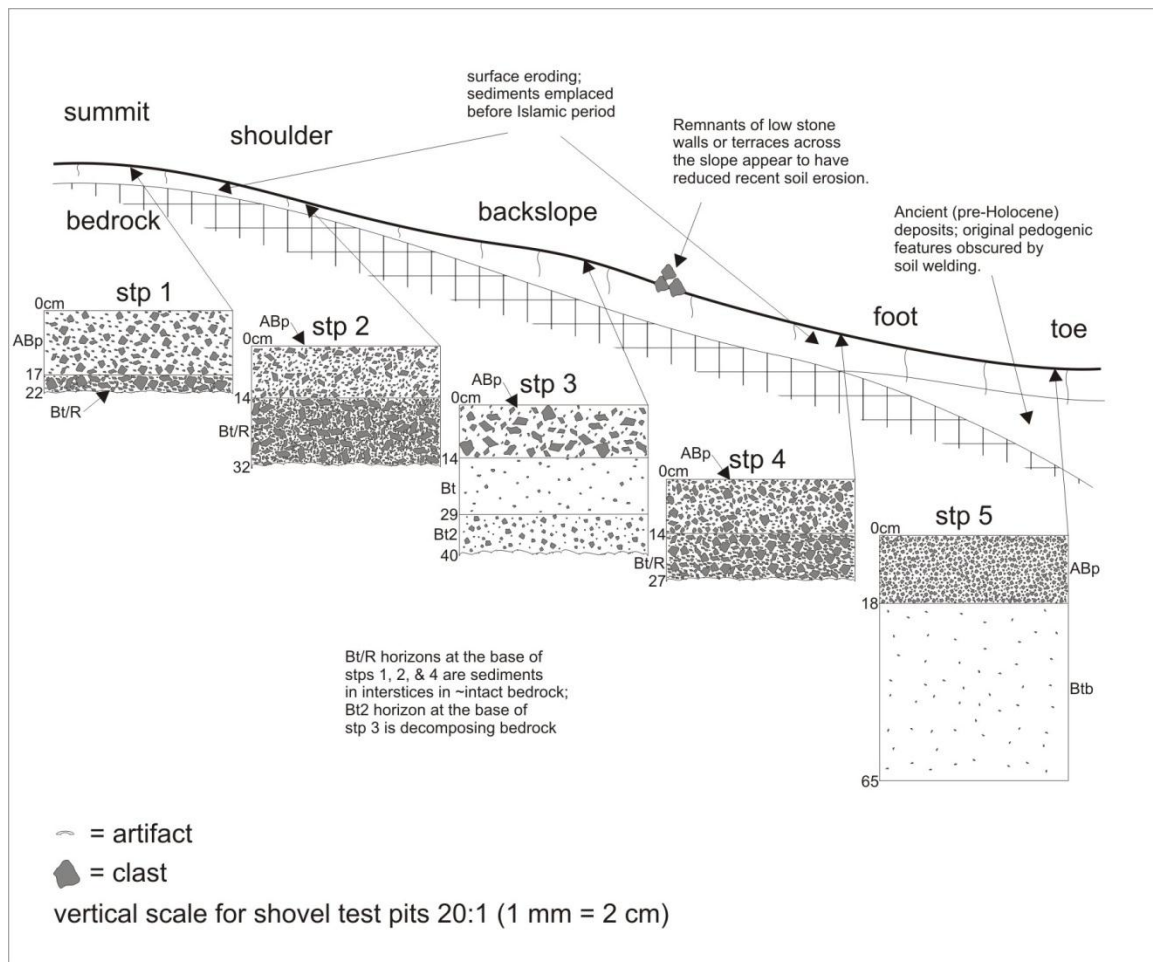 surface eroding;
sediments emplaced
before Islamic period
summit
shoulder
Remnants of low stone
walls or terraces across
the slope appear to have
reduced recent soil erosion.
bedrock
backslope
Ancient (pre-Holocene)
deposits; original pedogenic
features obscured by
soil welding.
foot
toe
stp 1
0cm
ABp
17
22
Bt/R
stp 2
ABp
0cm
14
Bt/R
32
stp 3
ABp
0cm
14
Bt
29
Bt2
40
stp 4
ABp
0cm
14
Bt/R
27
stp 5
0cm
ABp
18
Btb
65
Bt/R horizons at the base of
stps 1, 2, & 4 are sediments
in interstices in ~intact bedrock;
Bt2 horizon at the base of
stp 3 is decomposing bedrock
= artifact
= clast
vertical scale for shovel test pits 20:1 (1 mm = 2 cm)